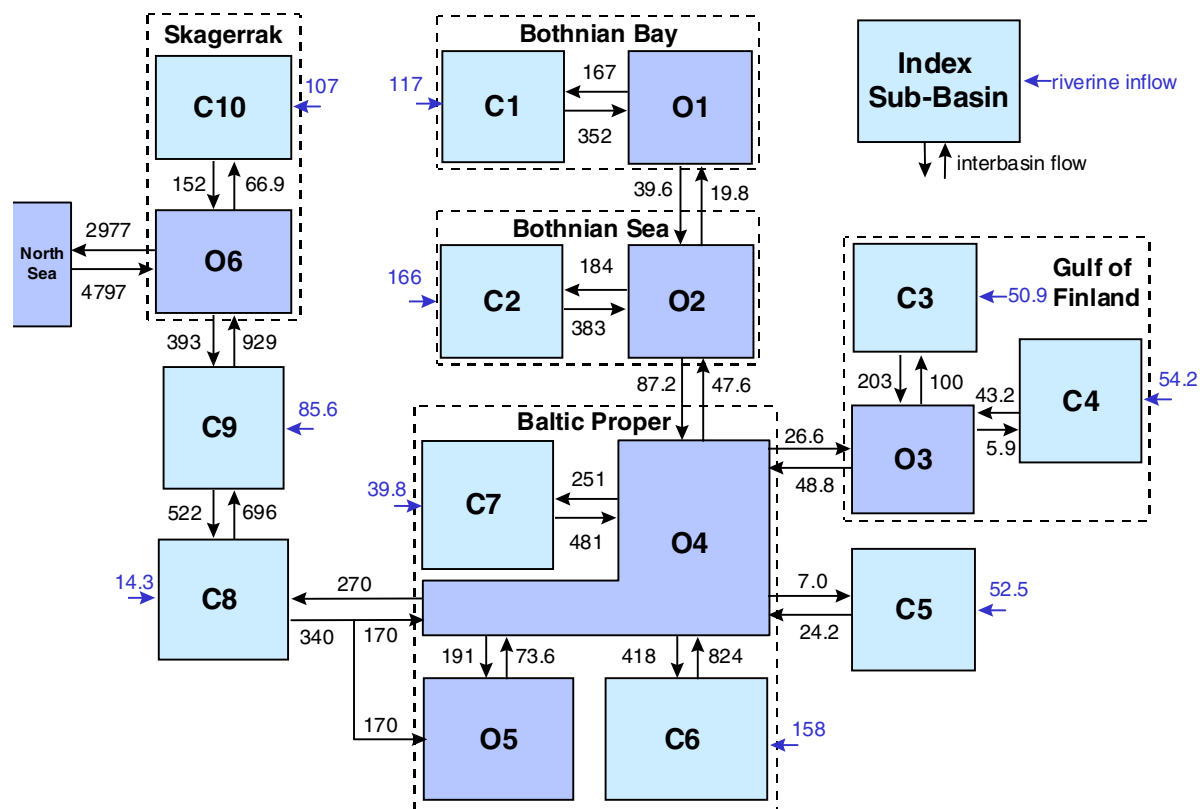 Skagerrak
C10
107
152
66.9
O6
North
Sea
2977
4797
393
929
C9
85.6
522
696
C8
14.3
270
340
170
170
Bothnian Bay
117
C1
167
352
O1
39.6
19.8
Bothnian Sea
166
C2
184
383
O2
87.2
47.6
Baltic Proper
39.8
C7
251
481
O4
191
73.6
418
824
O5
C6
158
26.6
48.8
7.0
24.2
C5
52.5
Index
Sub-Basin
riverine inflow
interbasin flow
Gulf of
Finland
C3
50.9
203
100
43.2
5.9
C4
54.2
O3